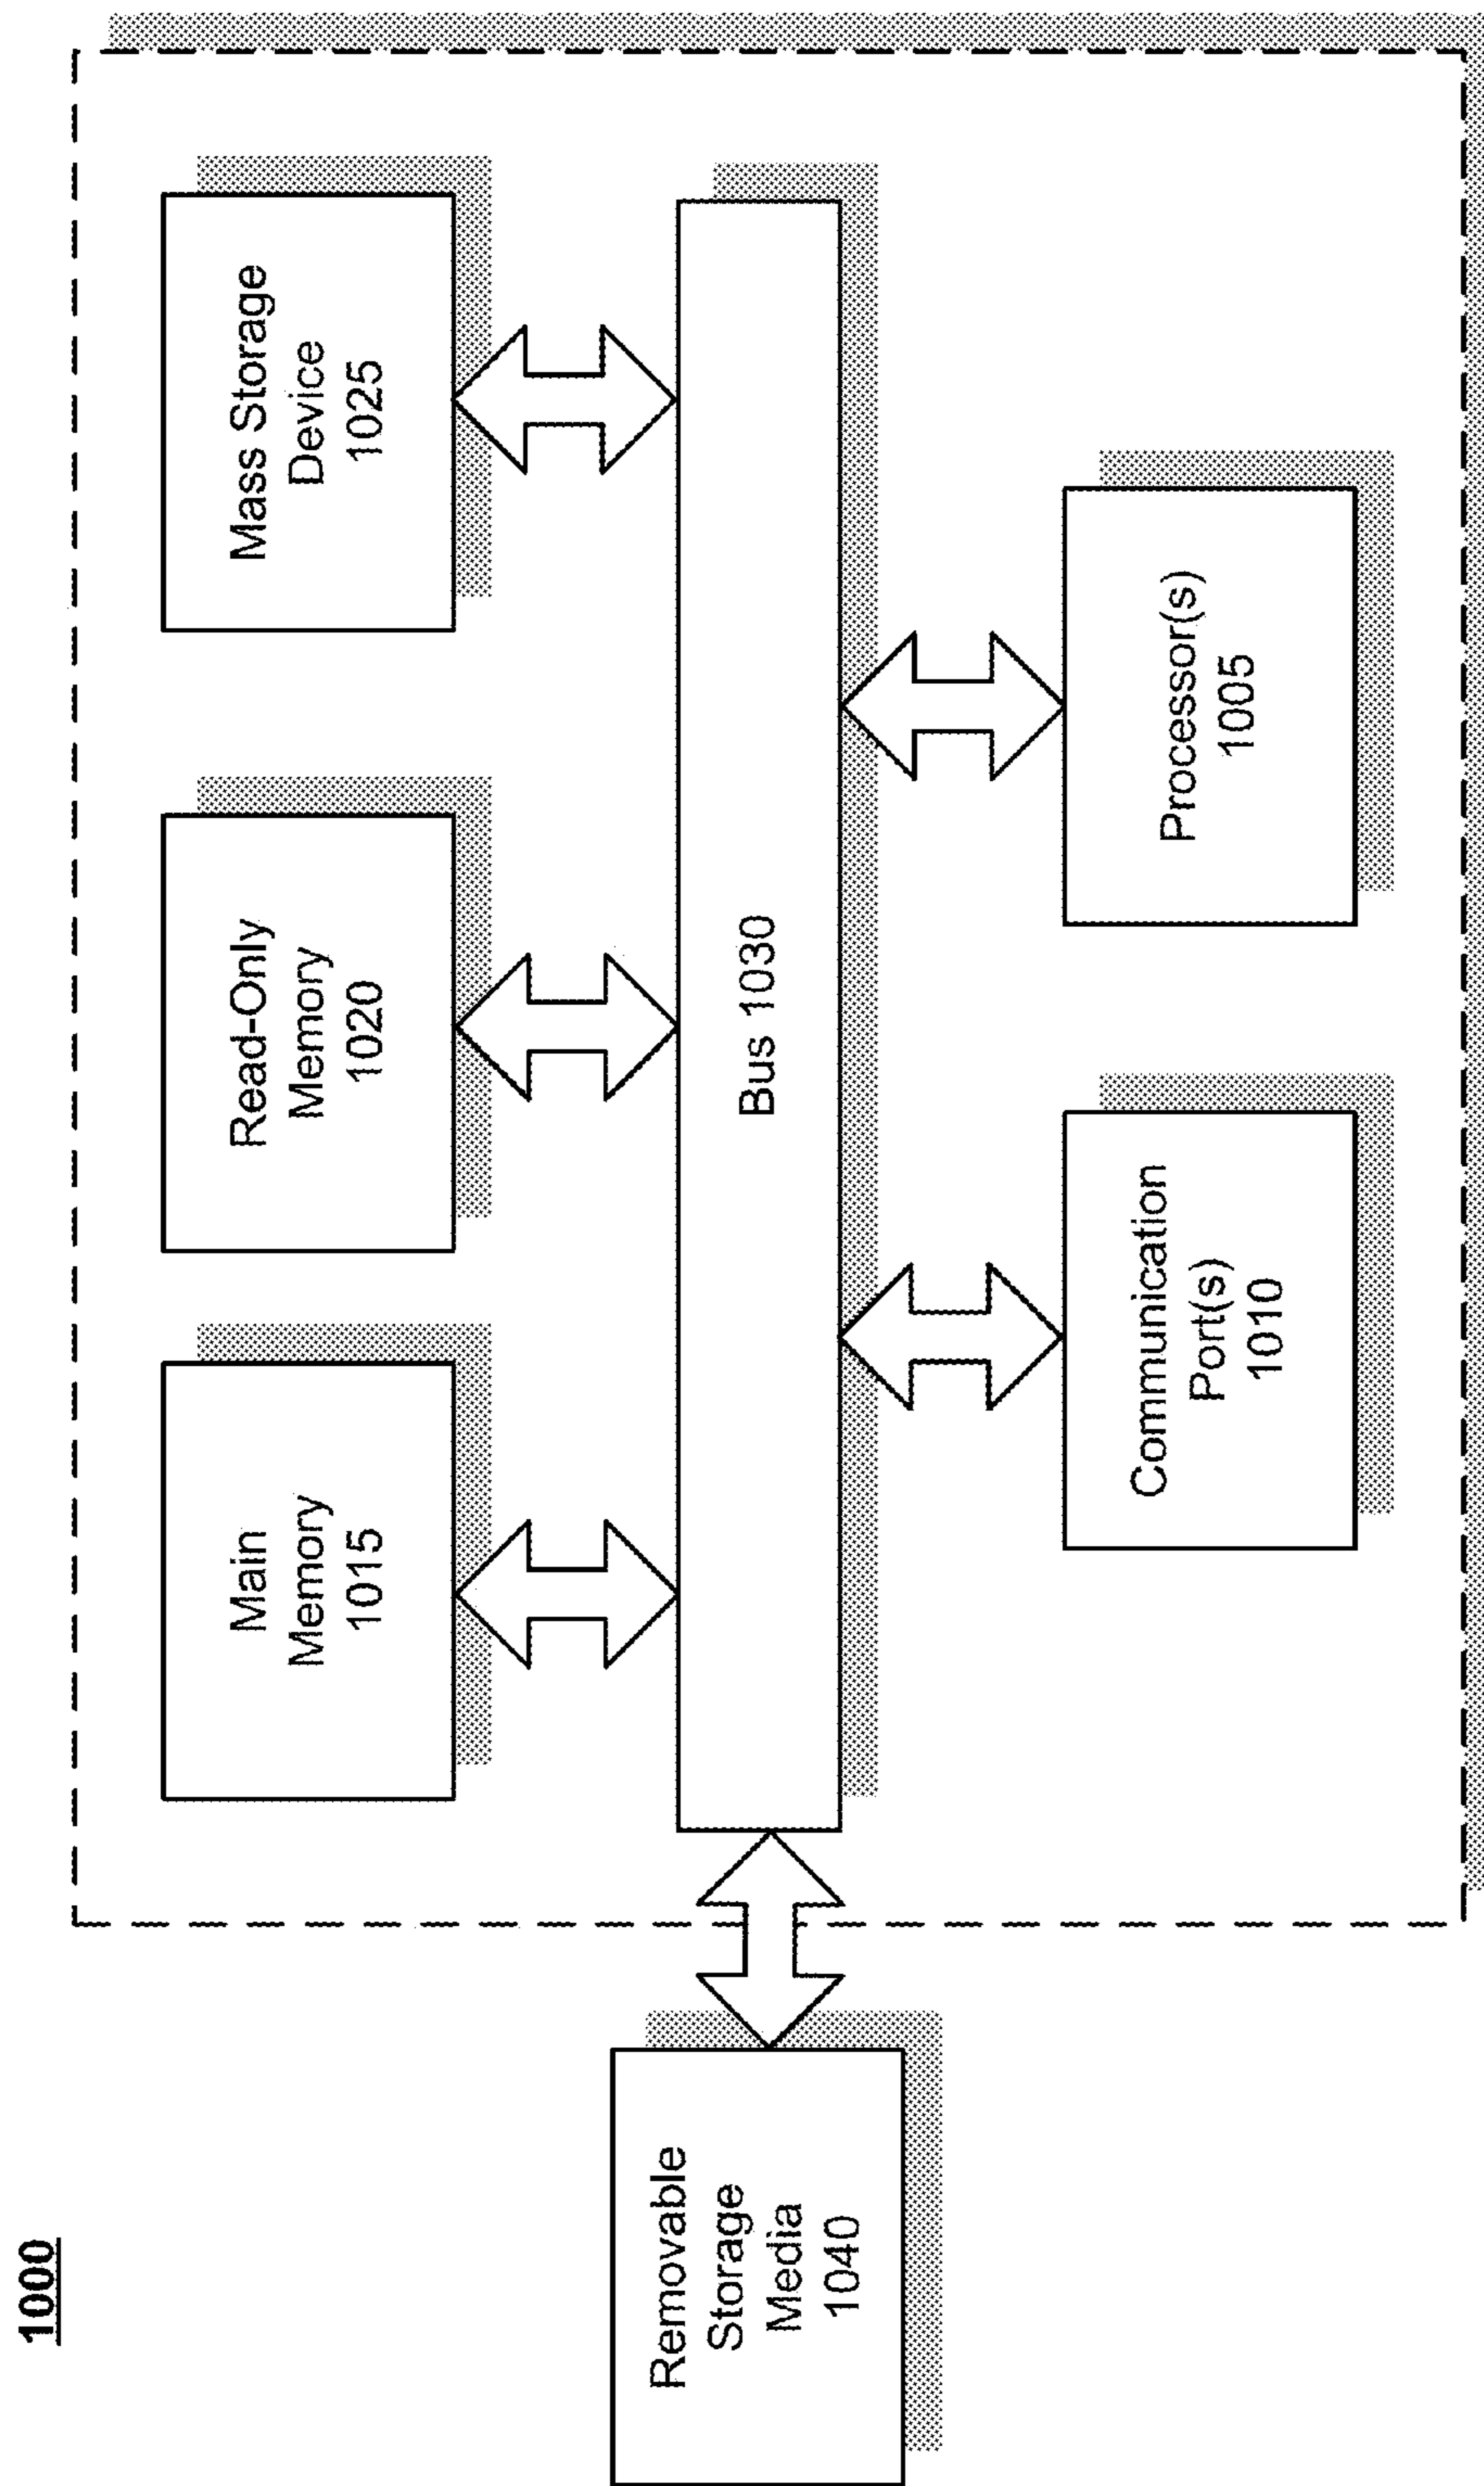 1000
Main
Memory
1015
Read-Only
Memory
1020
Mass Storage
Device
1025
Removable
Storage
Media
1040
Bus 1030
Communication
Port(s)
1010
Processor(s)
1005